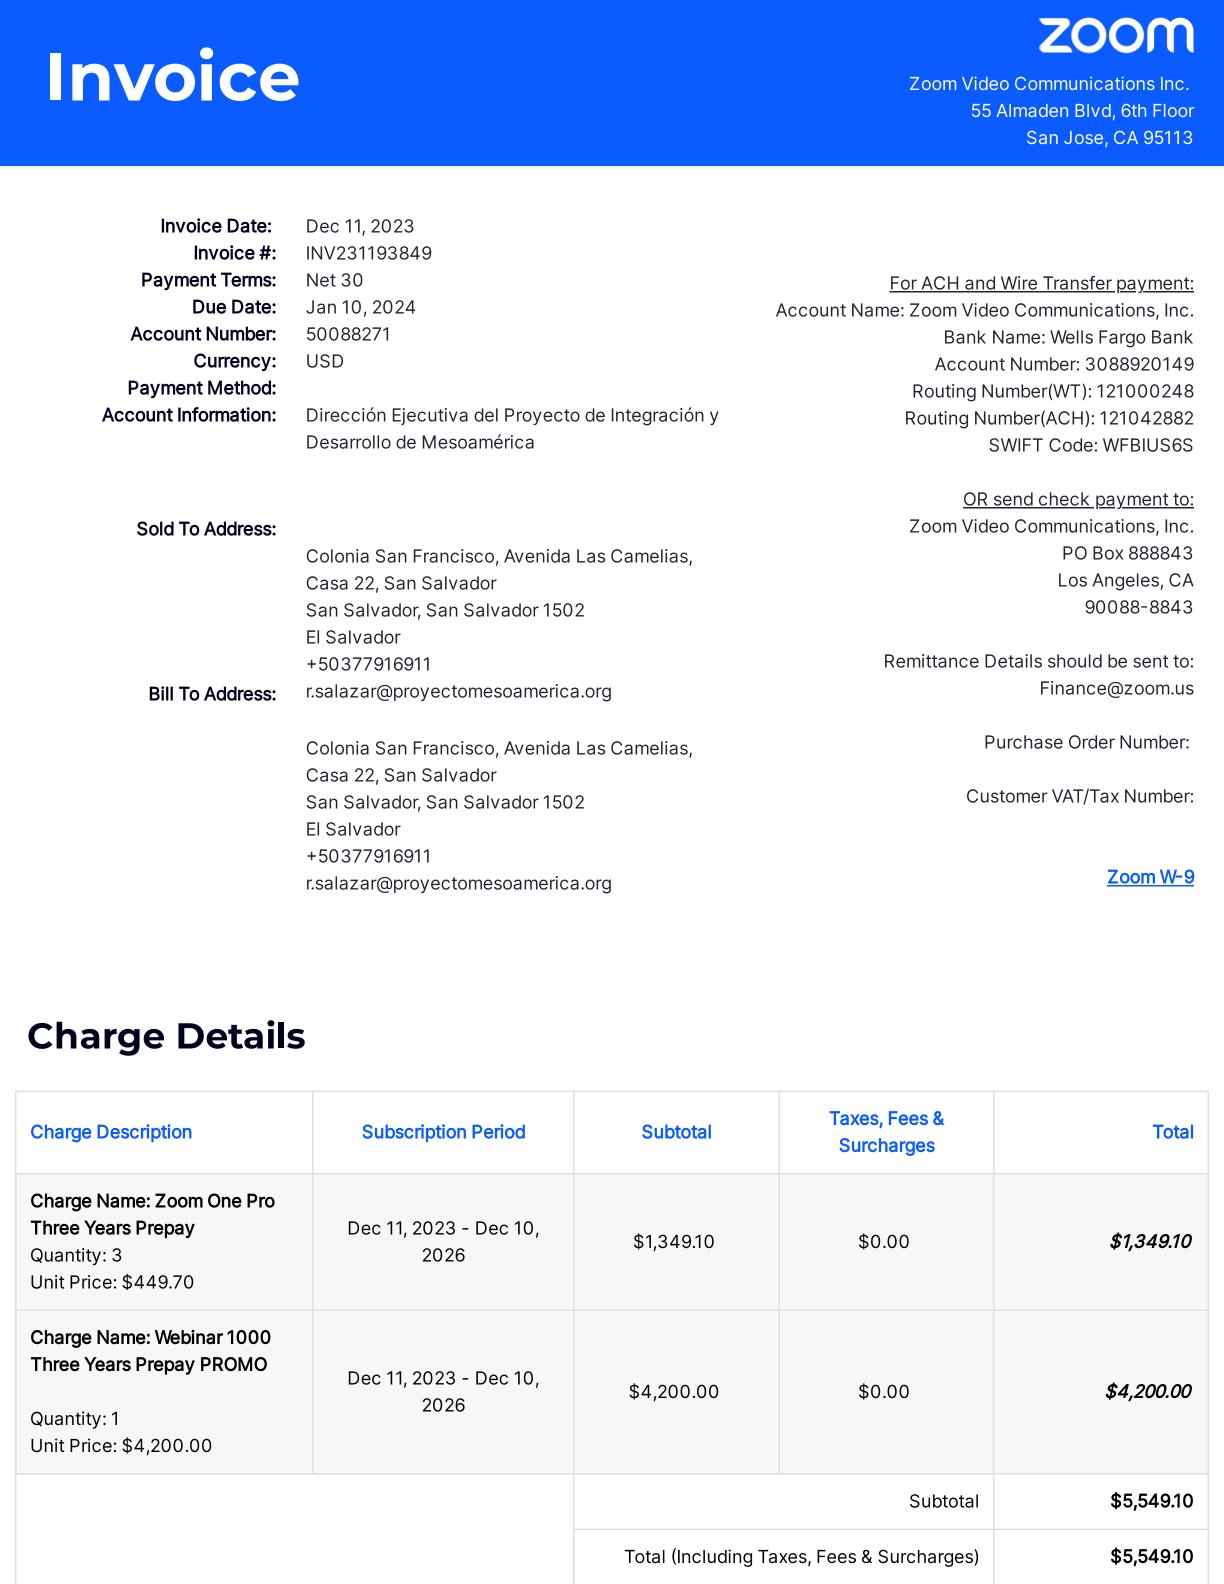 Invoice
zoom
Zoom Video Communications Inc.
55 Almaden Blvd, 6th Floor
San Jose, CA 95113
Invoice Date: Dec 11, 2023
Invoice #: INV231193849
Payment Terms: Net 30
Due Date: Jan 10, 2024
Account Number: 50088271
Currency: USD
Payment Method:
Account Information: Dirección Ejecutiva del Proyecto de Integración y
Desarrollo de Mesoamérica
Sold To Address:
Colonia San Francisco, Avenida Las Camelias,
Casa 22, San Salvador
San Salvador, San Salvador 1502
El Salvador
+50377916911
r.salazar@proyectomesoamerica.org
Bill To Address:
Colonia San Francisco, Avenida Las Camelias,
Casa 22, San Salvador
San Salvador, San Salvador 1502
El Salvador
+50377916911
r.salazar@proyectomesoamerica.org
For ACH and Wire Transfer payment:
Account Name: Zoom Video Communications, Inc.
Bank Name: Wells Fargo Bank
Account Number: 3088920149
Routing Number(WT): 121000248
Routing Number(ACH): 121042882
SWIFT Code: WFBIUS6S
OR send check payment to:
Zoom Video Communications, Inc.
PO Box 888843
Los Angeles, CA
90088-8843
Remittance Details should be sent to:
Finance@zoom.us
Purchase Order Number:
Customer VAT/Tax Number:
Zoom W-9
Charge Details
Charge Description
Subscription Period
Subtotal
Taxes, Fees &
Surcharges
Total
Charge Name: Zoom One Pro
Three Years Prepay
Quantity: 3
Unit Price: $449.70
Dec 11, 2023 - Dec 10,
2026
$1,349.10
$0.00
$1,349.10
Charge Name: Webinar 1000
Three Years Prepay PROMO
Quantity: 1
Unit Price: $4,200.00
Dec 11, 2023 - Dec 10,
2026
$4,200.00
$0.00
$4,200.00
Subtotal $5,549.10
Total (Including Taxes, Fees & Surcharges) $5,549.10